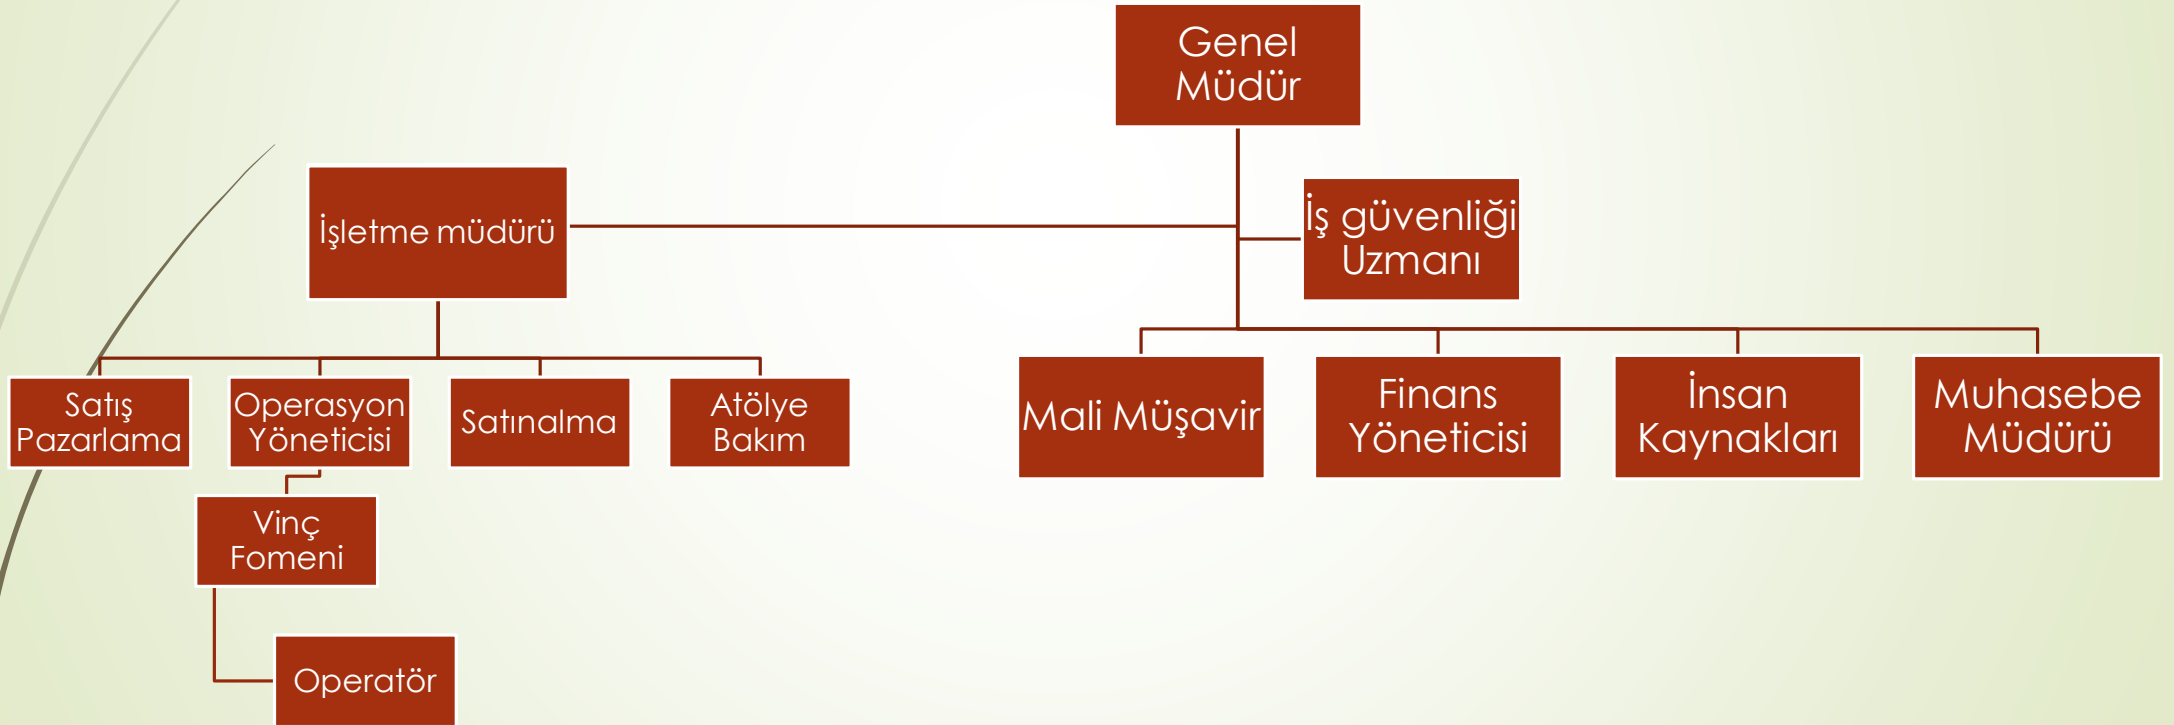 Genel
Müdür
İşletme müdürü
İş güvenliği
Uzmanı
Satış
Pazarlama
Operasyon
Yöneticisi
Satınalma
Atölye
Bakım
Mali Müşavir
Finans
Yöneticisi
İnsan
Kaynakları
Muhasebe
Müdürü
Vinç
Fomeni
Operatör